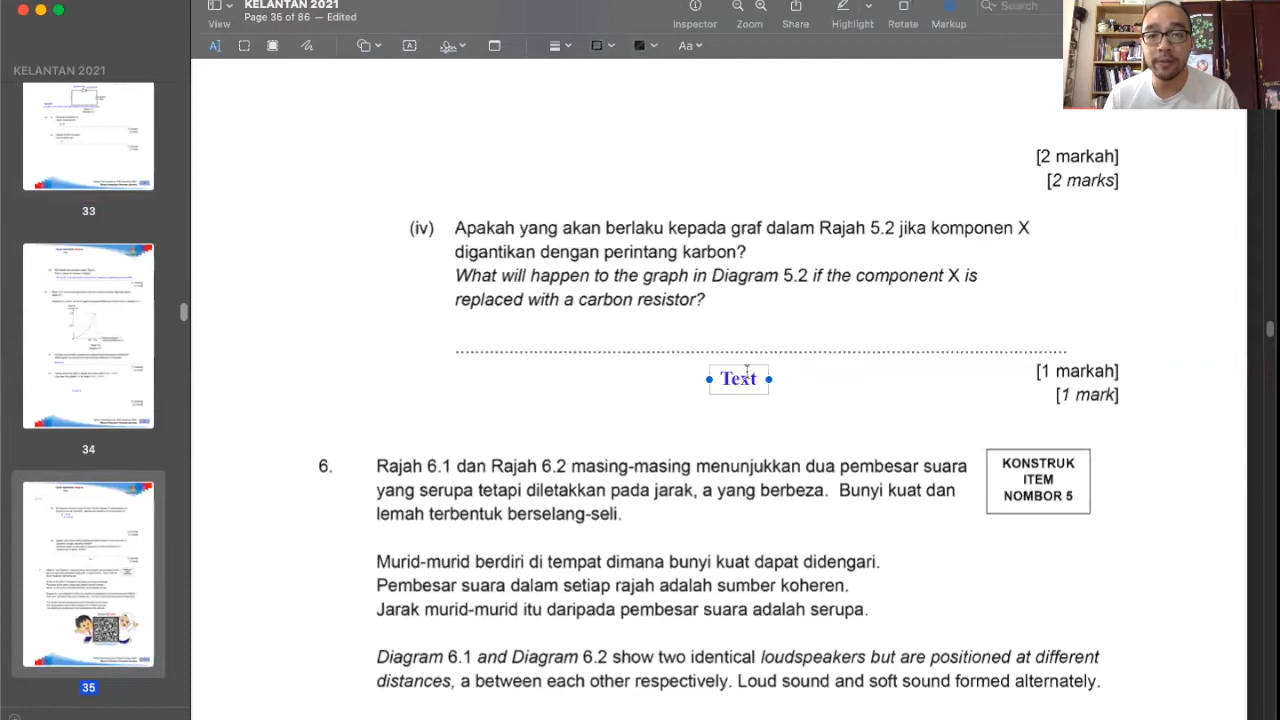 KELANTAN 2021
Page 35 of 86 — Edited
View
Inspector
Zoom
Share
Highlight
Rotate
Markup
Search
Aa
KELANTAN 2021
33
34
35
[2 markah]
[2 marks]
(iv) Apakah yang akan berlaku kepada graf dalam Rajah 5.2 jika komponen X
digantikan dengan perintang karbon?
What will happen to the graph in Diagram 5.2 if the component X is
replaced with a carbon resistor?
[1 markah]
[1 mark]
Text
6. Rajah 6.1 dan Rajah 6.2 masing-masing menunjukkan dua pembesar suara
yang serupa tetapi diletakkan pada jarak, a yang berbeza. Bunyi kuat dan
lemah terbentuk berselang-seli.
KONSTRUK
ITEM
NOMBOR 5
Murid-murid berdiri di tempat dimana bunyi kuat boleh didengari.
Pembesar suara dalam setiap rajah adalah sumber koheren.
Jarak murid-murid itu daripada pembesar suara adalah serupa.
Diagram 6.1 and Diagram 6.2 show two identical loudspeakers but are positioned at different
distances, a between each other respectively. Loud sound and soft sound formed alternately.